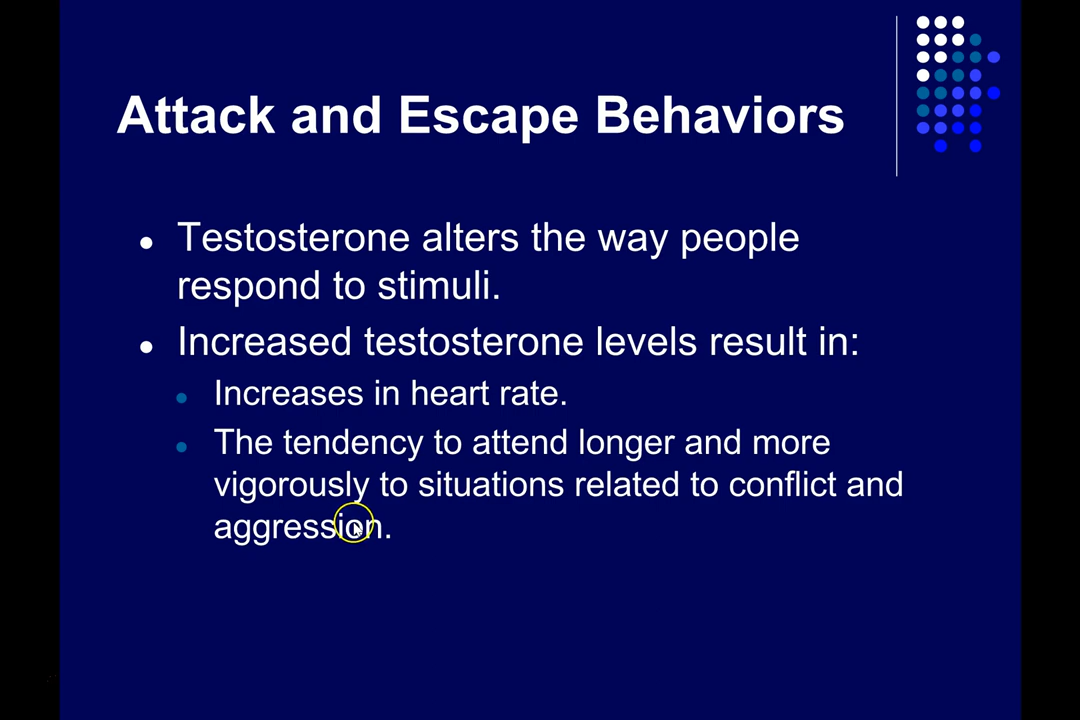 Attack and Escape Behaviors
Testosterone alters the way people
respond to stimuli.
Increased testosterone levels result in:
Increases in heart rate.
The tendency to attend longer and more
vigorously to situations related to conflict and
aggression.